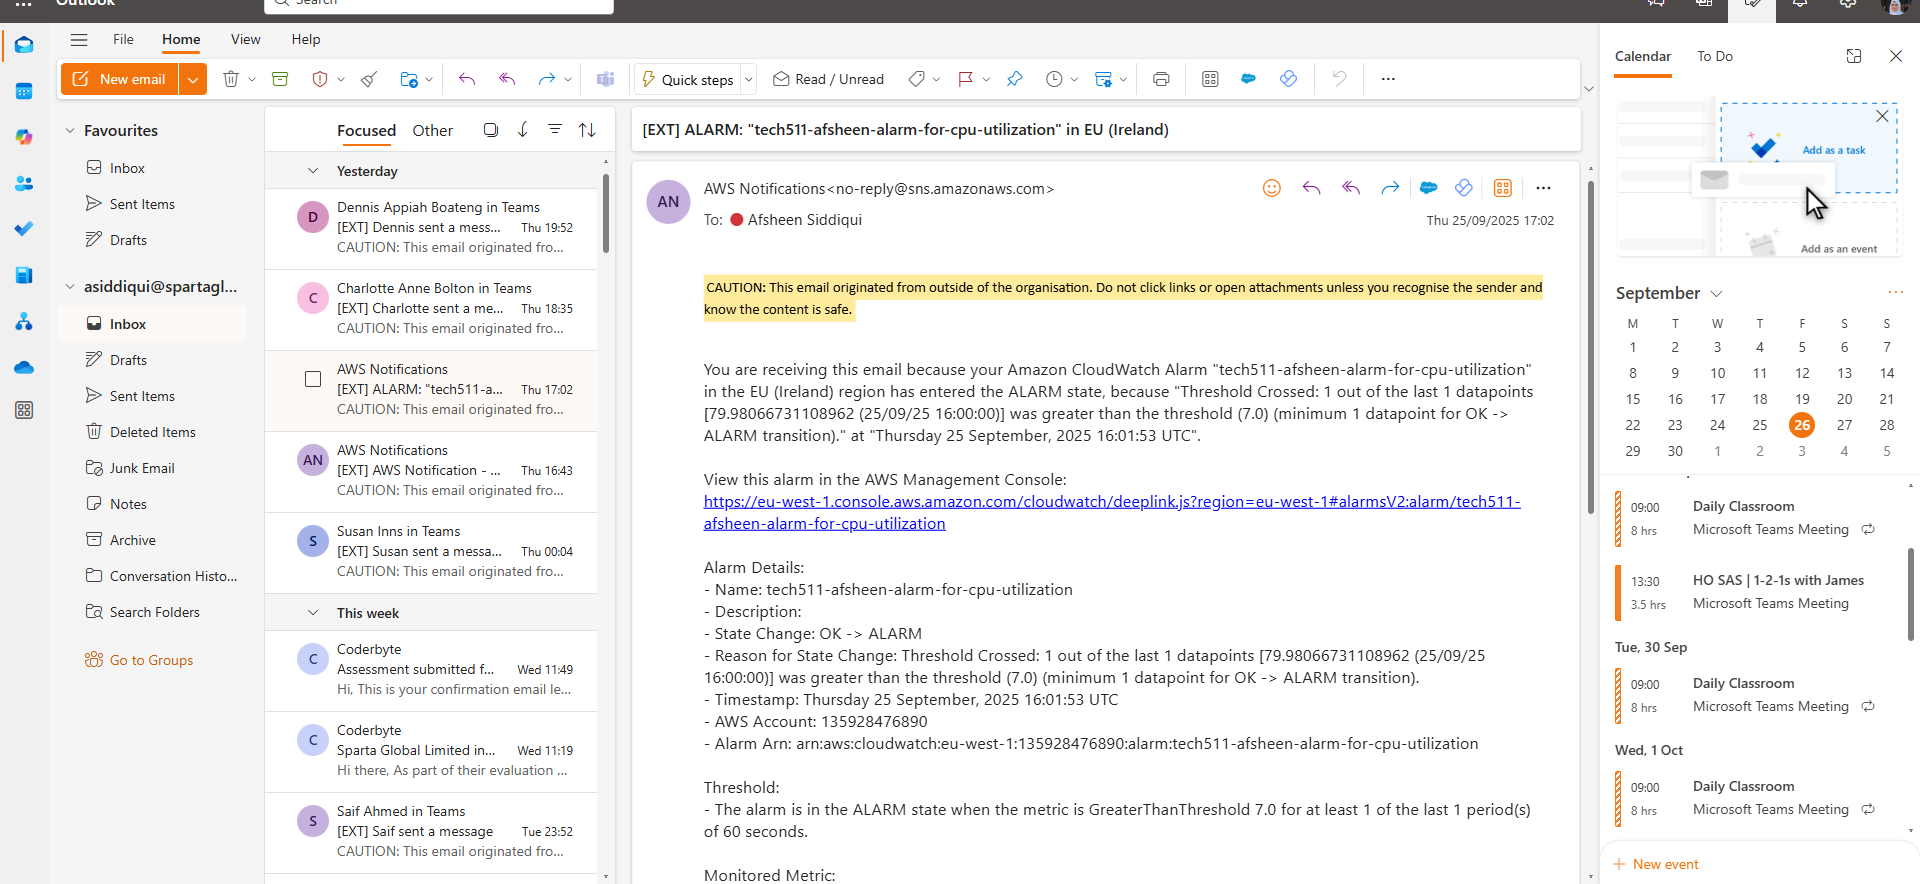 Outlook
Search
File
Home
View
Help
New email
Quick steps
Read / Unread
Favourites
Inbox
Sent Items
Drafts
asiddiqui@spartagl...
Inbox
Drafts
Sent Items
Deleted Items
Junk Email
Notes
Archive
Conversation Histo...
Search Folders
Go to Groups
Focused
Other
Yesterday
D
Dennis Appiah Boateng in Teams
[EXT] Dennis sent a mess... Thu 19:52
CAUTION: This email originated fro...
C
Charlotte Anne Bolton in Teams
[EXT] Charlotte sent a me... Thu 18:35
CAUTION: This email originated fro...
AWS Notifications
[EXT] ALARM: "tech511-a... Thu 17:02
CAUTION: This email originated fro...
AN
AWS Notifications
[EXT] AWS Notification - ... Thu 16:43
CAUTION: This email originated fro...
S
Susan Inns in Teams
[EXT] Susan sent a messa... Thu 00:04
CAUTION: This email originated fro...
This week
C
Coderbyte
Assessment submitted f... Wed 11:49
Hi, This is your confirmation email le...
C
Coderbyte
Sparta Global Limited in... Wed 11:19
Hi there, As part of their evaluation ...
S
Saif Ahmed in Teams
[EXT] Saif sent a message Tue 23:52
CAUTION: This email originated fro...
[EXT] ALARM: "tech511-afsheen-alarm-for-cpu-utilization" in EU (Ireland)
AN
AWS Notifications<no-reply@sns.amazonaws.com>
To: Afsheen Siddiqui
Thu 25/09/2025 17:02
CAUTION: This email originated from outside of the organisation. Do not click links or open attachments unless you recognise the sender and
know the content is safe.
You are receiving this email because your Amazon CloudWatch Alarm "tech511-afsheen-alarm-for-cpu-utilization"
in the EU (Ireland) region has entered the ALARM state, because "Threshold Crossed: 1 out of the last 1 datapoints
[79.98066731108962 (25/09/25 16:00:00)] was greater than the threshold (7.0) (minimum 1 datapoint for OK ->
ALARM transition)." at "Thursday 25 September, 2025 16:01:53 UTC".
View this alarm in the AWS Management Console:
https://eu-west-1.console.aws.amazon.com/cloudwatch/deeplink.js?region=eu-west-1#alarmsV2:alarm/tech511-
afsheen-alarm-for-cpu-utilization
Alarm Details:
- Name: tech511-afsheen-alarm-for-cpu-utilization
- Description:
- State Change: OK -> ALARM
- Reason for State Change: Threshold Crossed: 1 out of the last 1 datapoints [79.98066731108962 (25/09/25
16:00:00)] was greater than the threshold (7.0) (minimum 1 datapoint for OK -> ALARM transition).
- Timestamp: Thursday 25 September, 2025 16:01:53 UTC
- AWS Account: 135928476890
- Alarm Arn: arn:aws:cloudwatch:eu-west-1:135928476890:alarm:tech511-afsheen-alarm-for-cpu-utilization
Threshold:
- The alarm is in the ALARM state when the metric is GreaterThanThreshold 7.0 for at least 1 of the last 1 period(s)
of 60 seconds.
Monitored Metric:
Calendar
To Do
Add as a task
Add as an event
September
M T W T F S S
1 2 3 4 5 6 7
8 9 10 11 12 13 14
15 16 17 18 19 20 21
22 23 24 25 26 27 28
29 30 1 2 3 4 5
09:00 Daily Classroom
8 hrs Microsoft Teams Meeting
13:30 HO SAS | 1-2-1s with James
3.5 hrs Microsoft Teams Meeting
Tue, 30 Sep
09:00 Daily Classroom
8 hrs Microsoft Teams Meeting
Wed, 1 Oct
09:00 Daily Classroom
8 hrs Microsoft Teams Meeting
New event